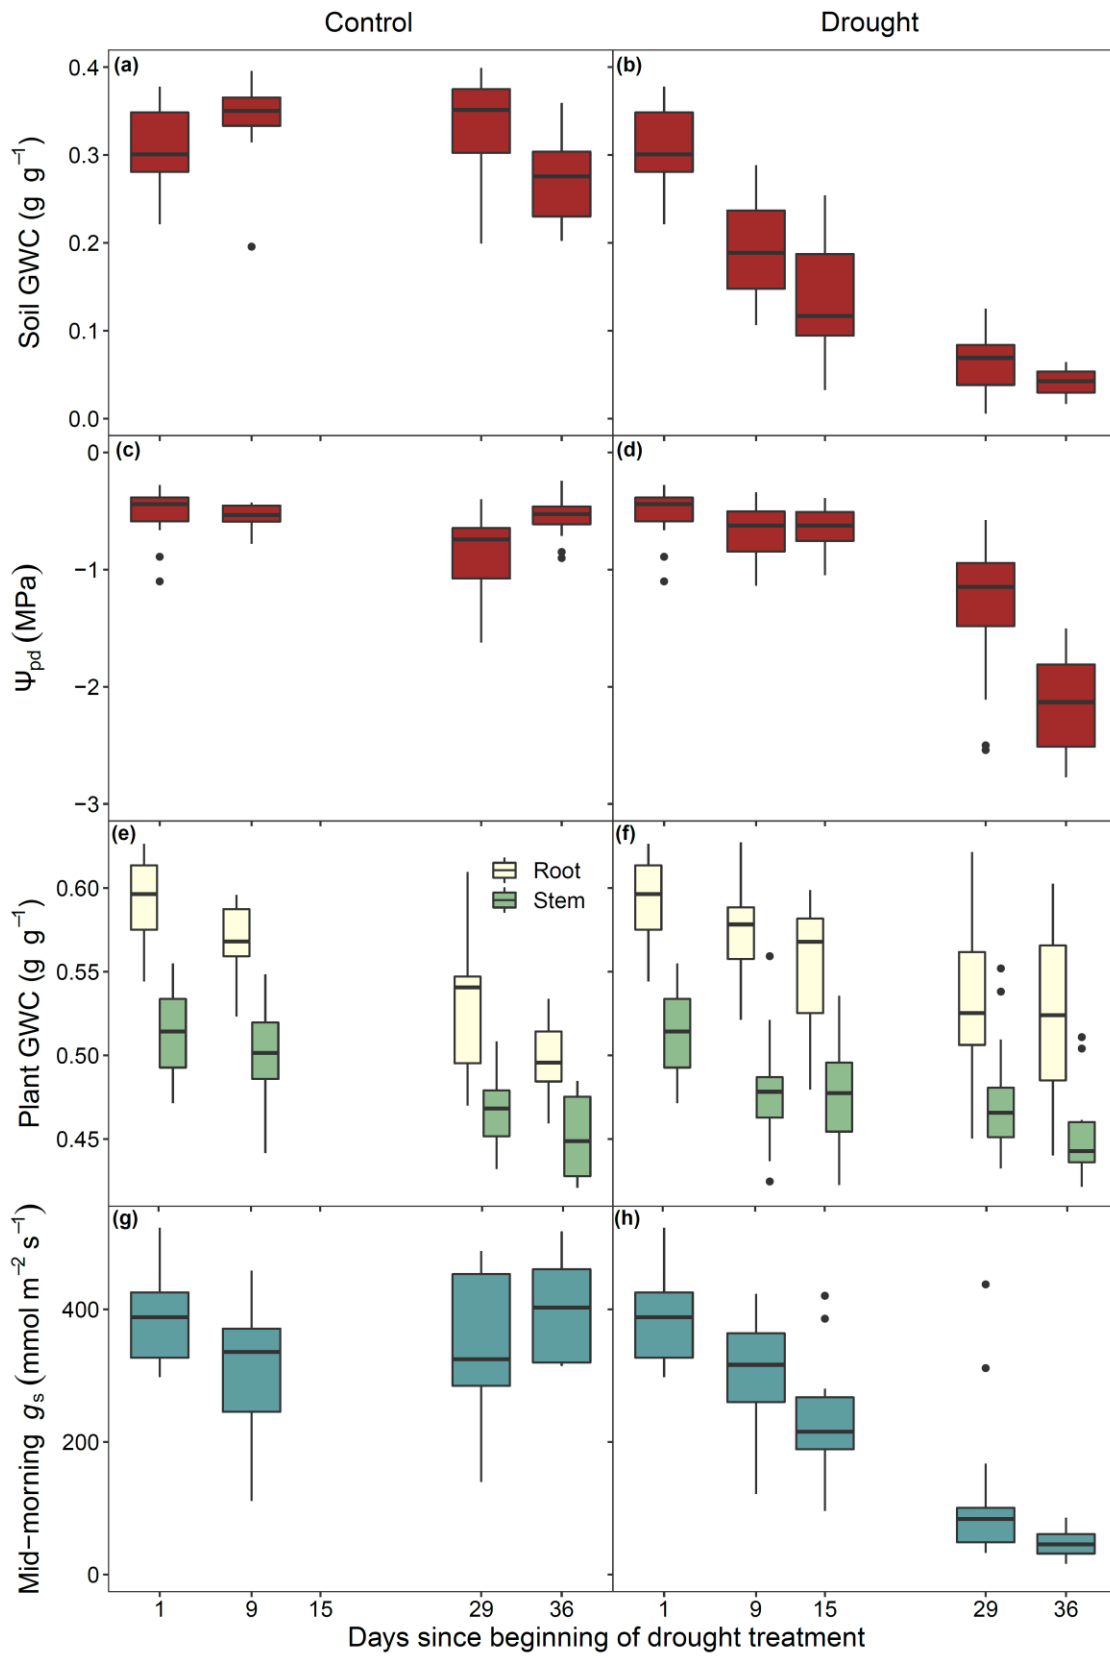 Control Drought
(a) (b)
0.4
0.3
0.2
0.1
0.0
Soil GWC (g g⁻¹)
(c) (d)
0
−1
−2
−3
Ψpd (MPa)
(e) (f)
0.60
0.55
0.50
0.45
Plant GWC (g g⁻¹)
Root
Stem
(g) (h)
400
200
0
Mid−morning gs (mmol m⁻² s⁻¹)
1 9 15 29 36 1 9 15 29 36
Days since beginning of drought treatment